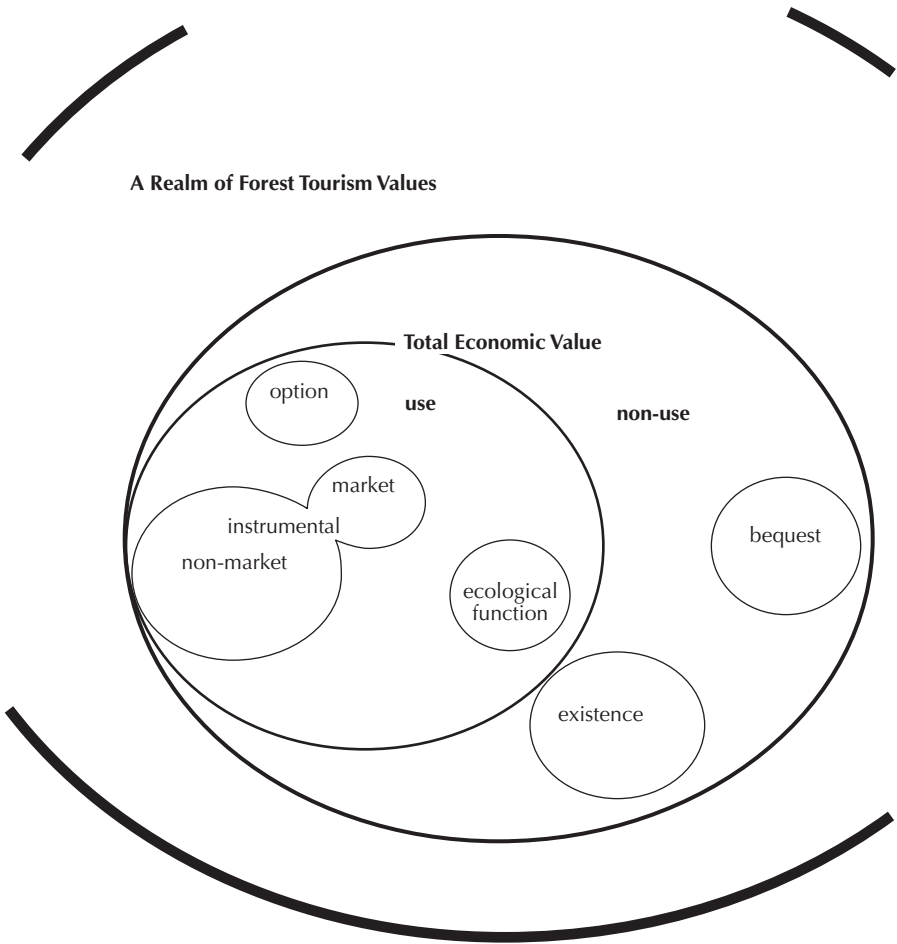 A Realm of Forest Tourism Values
Total Economic Value
option
use
non-use
market
instrumental
non-market
bequest
ecological
function
existence